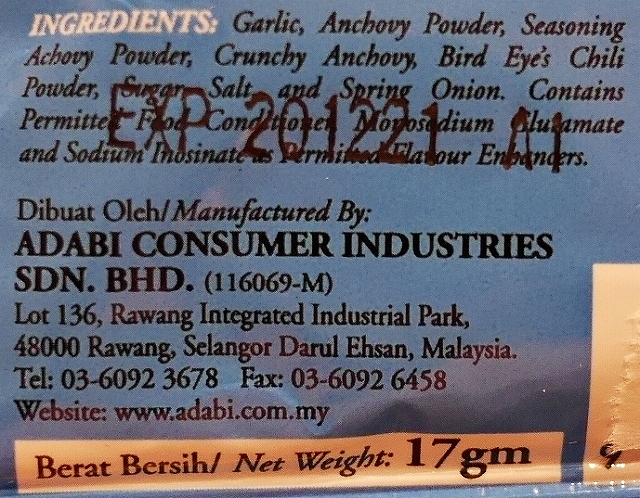 INGREDIENTS: Garlic, Anchovy Powder, Seasoning
Achovy Powder, Crunchy Anchovy, Bird Eye's Chili
Powder, Sugar, Salt, and Spring Onion. Contains
Permitted Food Conditioner, Monosodium Glutamate
and Sodium Inosinate as Permitted Flavour Enhancers.
EXP 201221 A1
Dibuat Oleh/Manufactured By:
ADABI CONSUMER INDUSTRIES
SDN. BHD. (116069-M)
Lot 136, Rawang Integrated Industrial Park,
48000 Rawang, Selangor Darul Ehsan, Malaysia.
Tel: 03-6092 3678 Fax: 03-6092 6458
Website: www.adabi.com.my
Berat Bersih/ Net Weight: 17gm